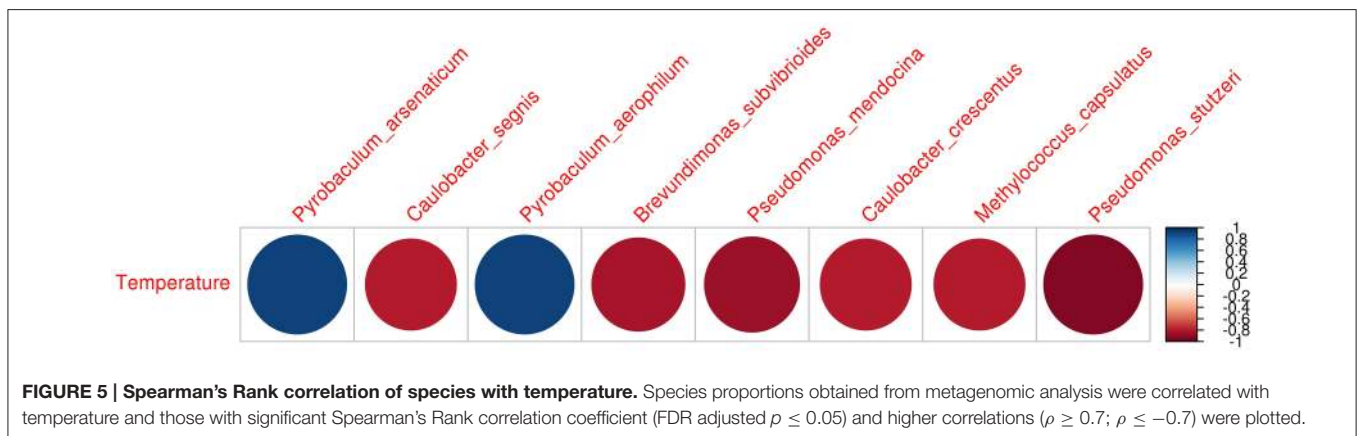 Pyrobaculum_arsenaticum
Caulobacter_segnis
Pyrobaculum_aerophilum
Brevundimonas_subvibrioides
Pseudomonas_mendocina
Caulobacter_crescentus
Methylococcus_capsulatus
Pseudomonas_stutzeri
Temperature
1
0.8
0.6
0.4
0.2
0
-0.2
-0.4
-0.6
-0.8
-1
FIGURE 5 | Spearman's Rank correlation of species with temperature. Species proportions obtained from metagenomic analysis were correlated with
temperature and those with significant Spearman's Rank correlation coefficient (FDR adjusted p ≤ 0.05) and higher correlations (ρ ≥ 0.7; ρ ≤ −0.7) were plotted.